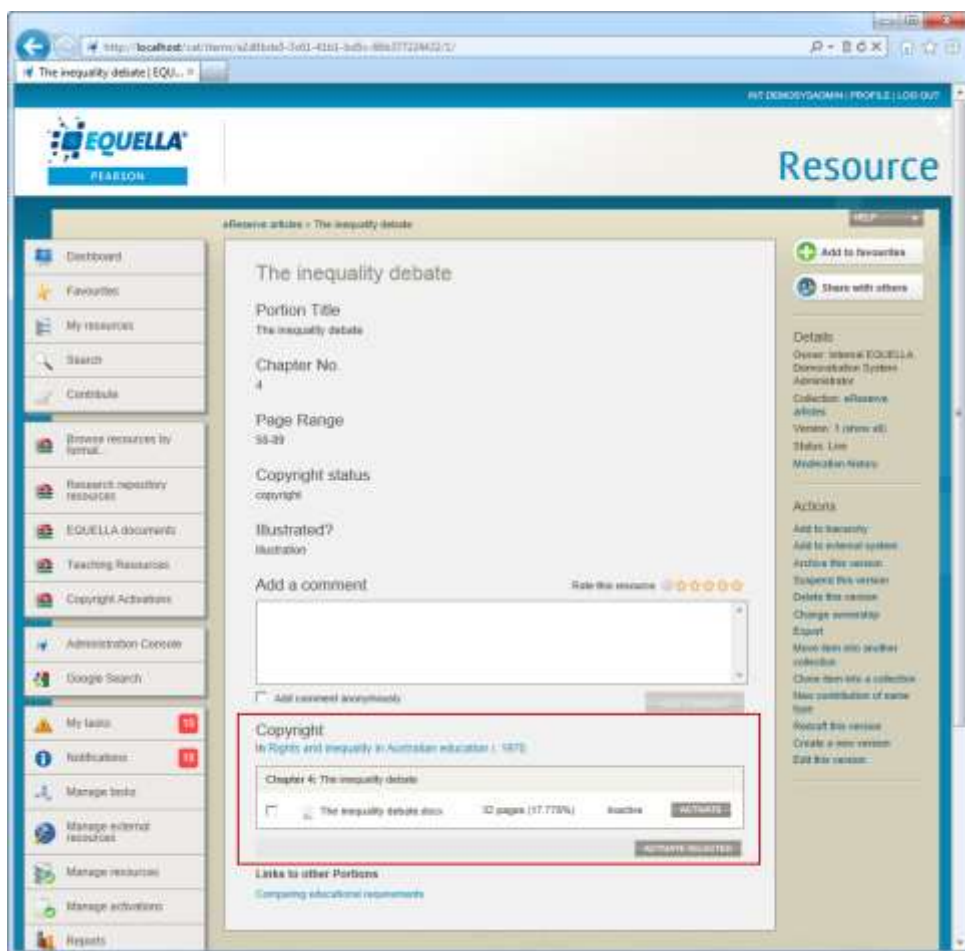 The inequality debate | EQU...
INT DEMOSYSADMIN | PROFILE | LOG OUT
EQUELLA
PEARSON
Resource
HELP
eReserve articles > The inequality debate
Dashboard
Favourites
My resources
Search
Contribute
Browse resources by
format...
Research repository
resources
EQUELLA documents
Teaching Resources
Copyright Activations
Administration Console
Google Search
My tasks
Notifications
Manage tasks
Manage external
resources
Manage resources
Manage activations
Reports
The inequality debate
Portion Title
The inequality debate
Chapter No
4
Page Range
Copyright status
copyright
Illustrated?
Illustration
Add a comment
Rate this resource
Add comment anonymously
Copyright
In Rights and inequality in Australian education
Chapter 4: The inequality debate
The inequality debate.docx
32 pages (17.778%)
Inactive
ACTIVATE
ACTIVATE SELECTED
Links to other Portions
Comparing educational requirements
Add to favourites
Share with others
Details
Owner: Internal EQUELLA
Demonstration System
Administrator
Collection: eReserve
articles
Version: 1 (show all)
Status: Live
Moderation history
Actions
Add to hierarchy
Add to external system
Archive this version
Suspend this version
Delete this version
Change ownership
Export
Move item into another
collection
Clone item into a collection
New contribution of same
type
Redraft this version
Create a new version
Edit this version